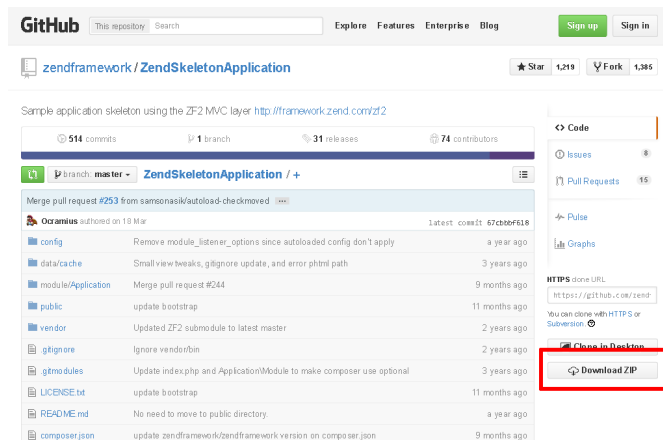 GitHub This repository Search Explore Features Enterprise Blog Sign up Sign in
zendframework / ZendSkeletonApplication Star 1,219 Fork 1,385
Sample application skeleton using the ZF2 MVC layer http://framework.zend.com/zf2
514 commits 1 branch 31 releases 74 contributors
branch: master ZendSkeletonApplication / +
Merge pull request #253 from samsonasik/autoload-checkmoved ...
Ocramius authored on 18 Mar latest commit 67cbbbf618
config Remove module_listener_options since autoloaded config don't apply a year ago
data/cache Small view tweaks, gitignore update, and error phtml path 3 years ago
module/Application Merge pull request #244 9 months ago
public update bootstrap 11 months ago
vendor Updated ZF2 submodule to latest master 2 years ago
.gitignore Ignore vendor/bin 2 years ago
.gitmodules Update index.php and Application\Module to make composer use optional 3 years ago
LICENSE.txt update bootstrap 11 months ago
README.md No need to move to public directory. a year ago
composer.json update zendframework/zendframework version on composer.json 9 months ago
<> Code
Issues 8
Pull Requests 15
Pulse
Graphs
HTTPS clone URL
https://github.com/zend
You can clone with HTTPS or
Subversion.
Clone in Desktop
Download ZIP